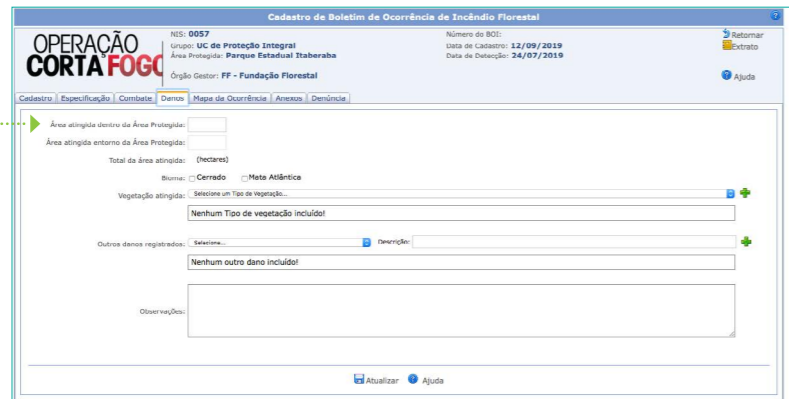 Cadastro de Boletim de Ocorrência de Incêndio Florestal
OPERAÇÃO
CORTA FOGO
NIS: 0057
Grupo: UC de Proteção Integral
Área Protegida: Parque Estadual Itaberaba
Órgão Gestor: FF - Fundação Florestal
Número do BOI:
Data de Cadastro: 12/09/2019
Data de Detecção: 24/07/2019
Retornar
Extrato
Ajuda
Cadastro Especificação Combate Danos Mapa da Ocorrência Anexos Denúncia
Área atingida dentro da Área Protegida:
Área atingida entorno da Área Protegida:
Total da área atingida: (hectares)
Bioma: Cerrado Mata Atlântica
Vegetação atingida: Selecione um Tipo de Vegetação...
Nenhum Tipo de vegetação incluído!
Outros danos registrados: Selecione... Descrição:
Nenhum outro dano incluído!
Observações:
Atualizar Ajuda